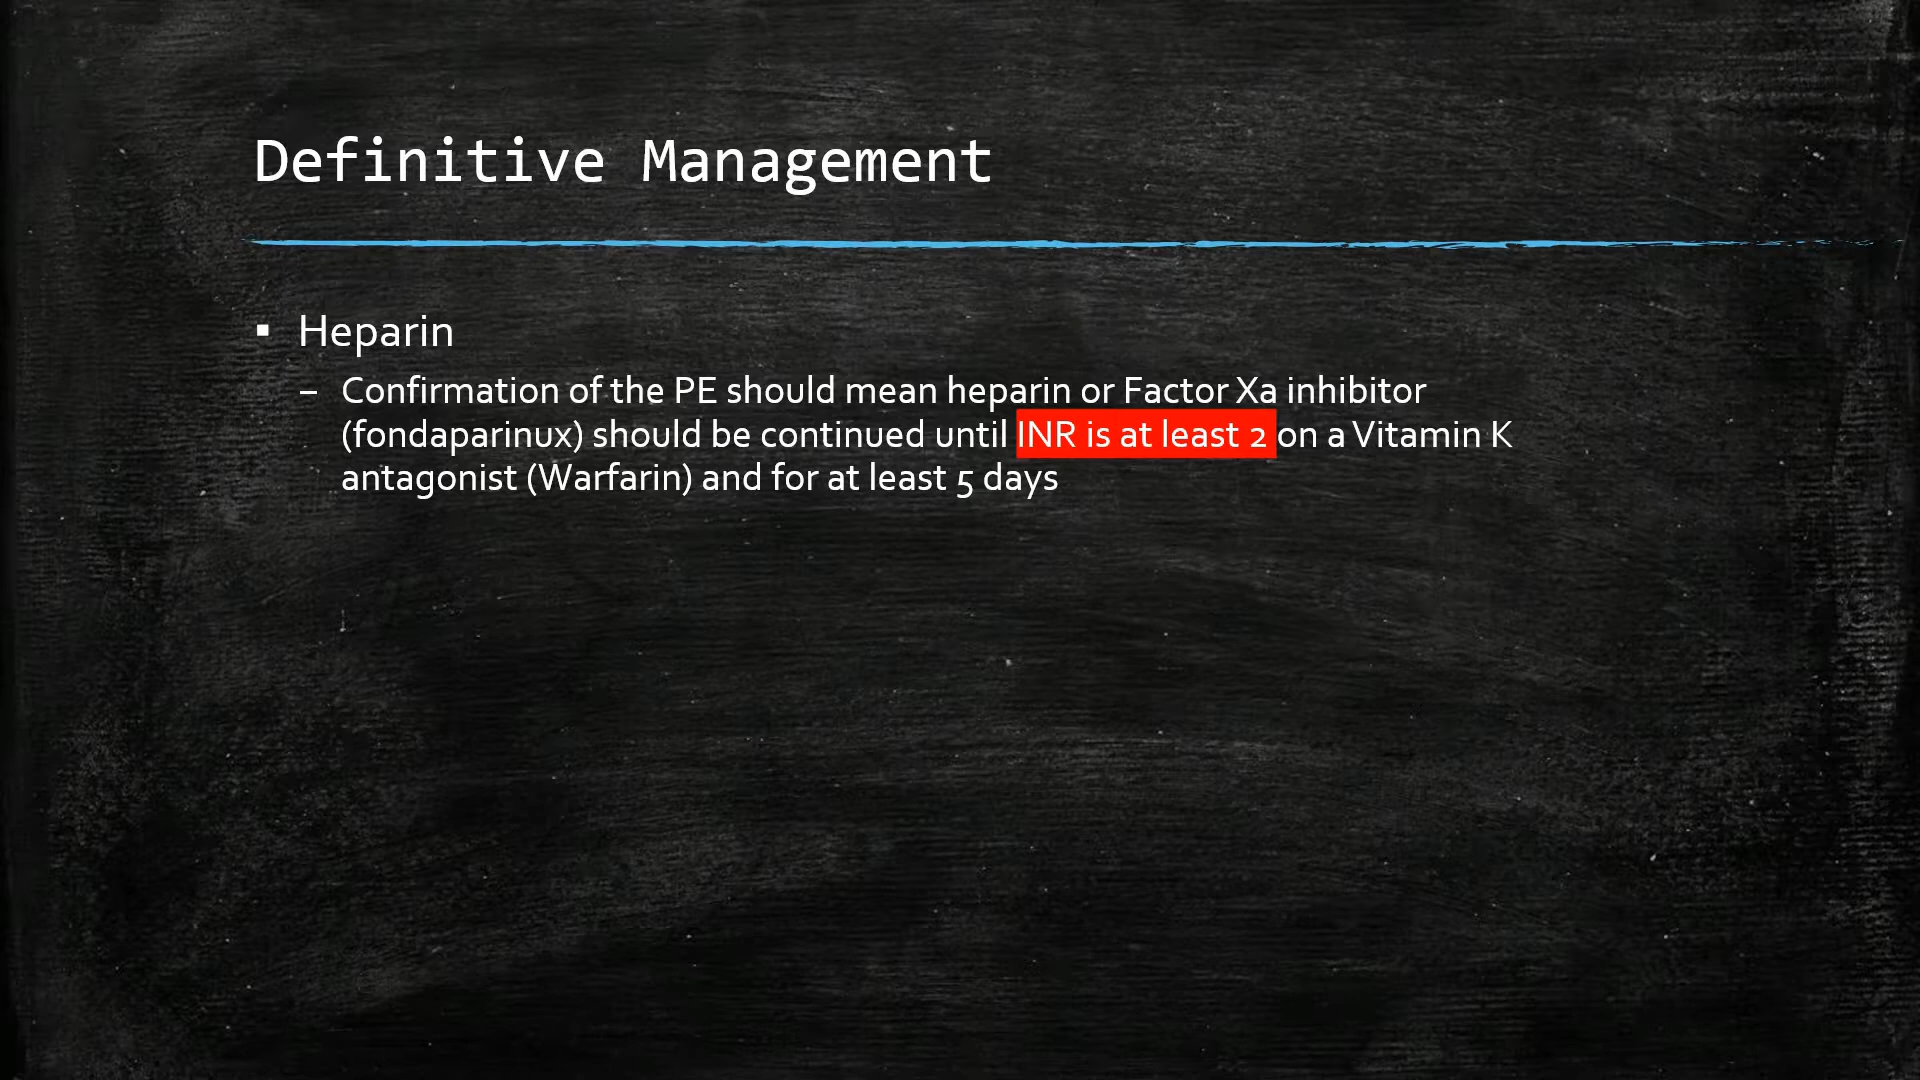 Definitive Management
▪ Heparin
– Confirmation of the PE should mean heparin or Factor Xa inhibitor
(fondaparinux) should be continued until INR is at least 2 on a Vitamin K
antagonist (Warfarin) and for at least 5 days